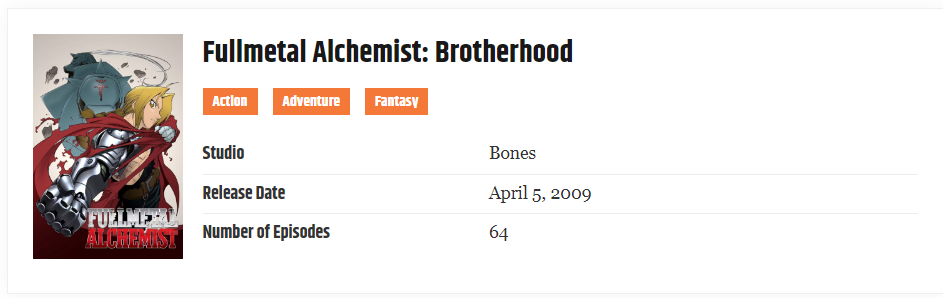 Fullmetal Alchemist: Brotherhood
Action Adventure Fantasy
Studio Bones
Release Date April 5, 2009
Number of Episodes 64
FULLMETAL
ALCHEMIST